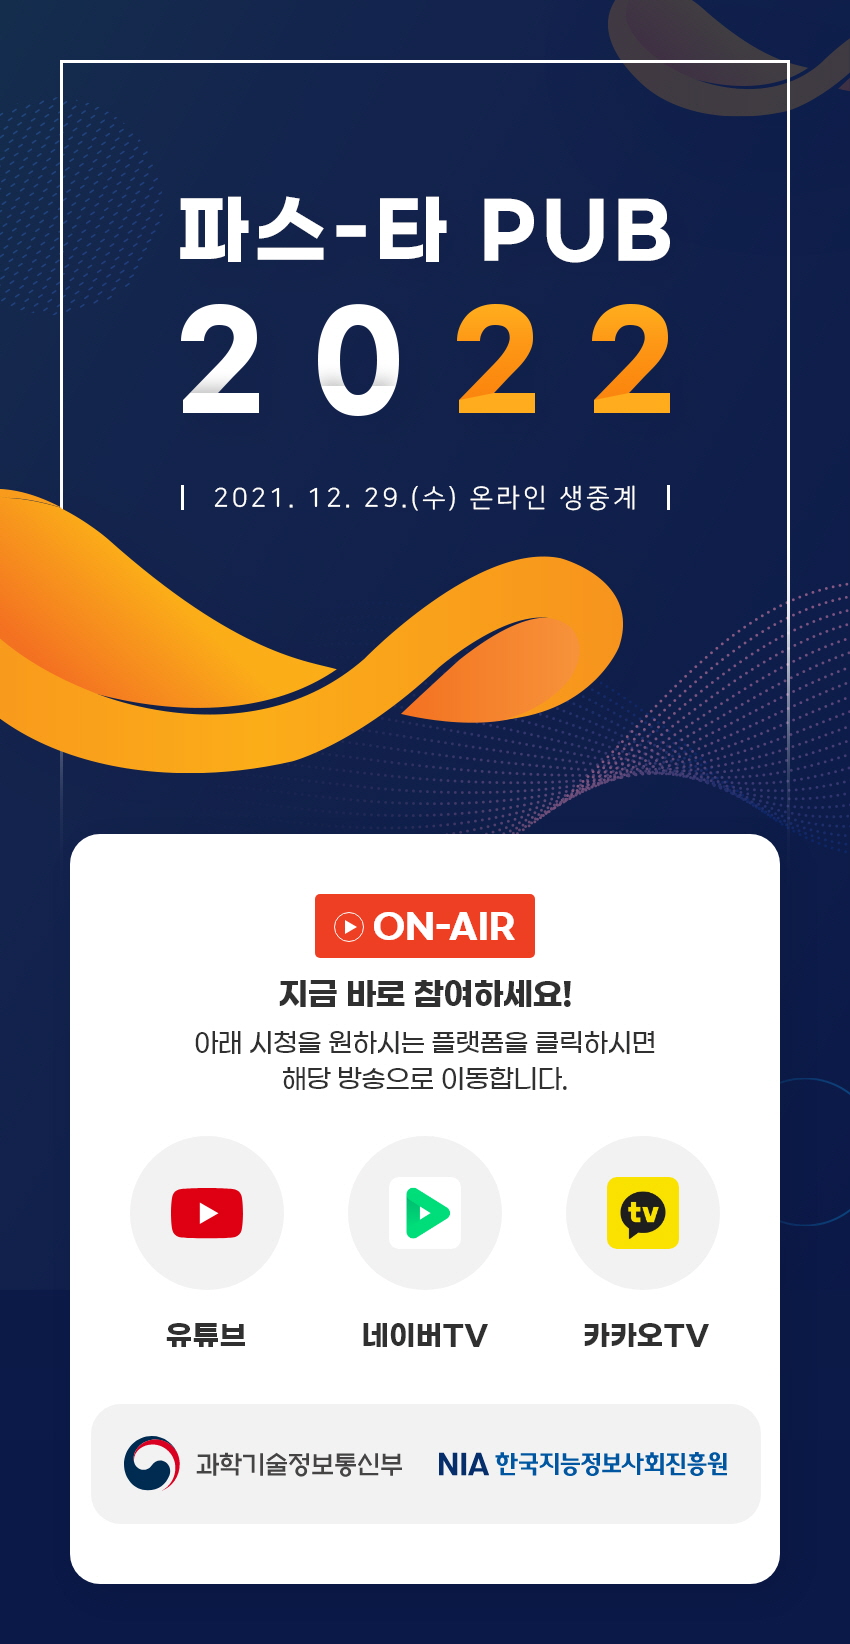 파스-타 PUB
2022
2021. 12. 29.(수) 온라인 생중계
ON-AIR
지금 바로 참여하세요!
아래 시청을 원하시는 플랫폼을 클릭하시면
해당 방송으로 이동합니다.
tv
유튜브 네이버TV 카카오TV
과학기술정보통신부 NIA 한국지능정보사회진흥원